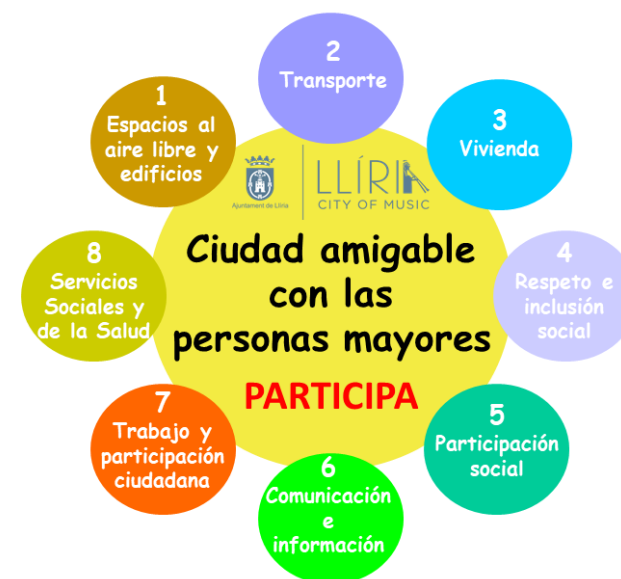 1
Espacios al
aire libre y
edificios
2
Transporte
3
Vivienda
4
Respeto e
inclusión
social
5
Participación
social
6
Comunicación
e
información
7
Trabajo y
participación
ciudadana
8
Servicios
Sociales y
de la Salud
Ajuntament de Llíria
LLÍRIA
CITY OF MUSIC
Ciudad amigable
con las
personas mayores
PARTICIPA